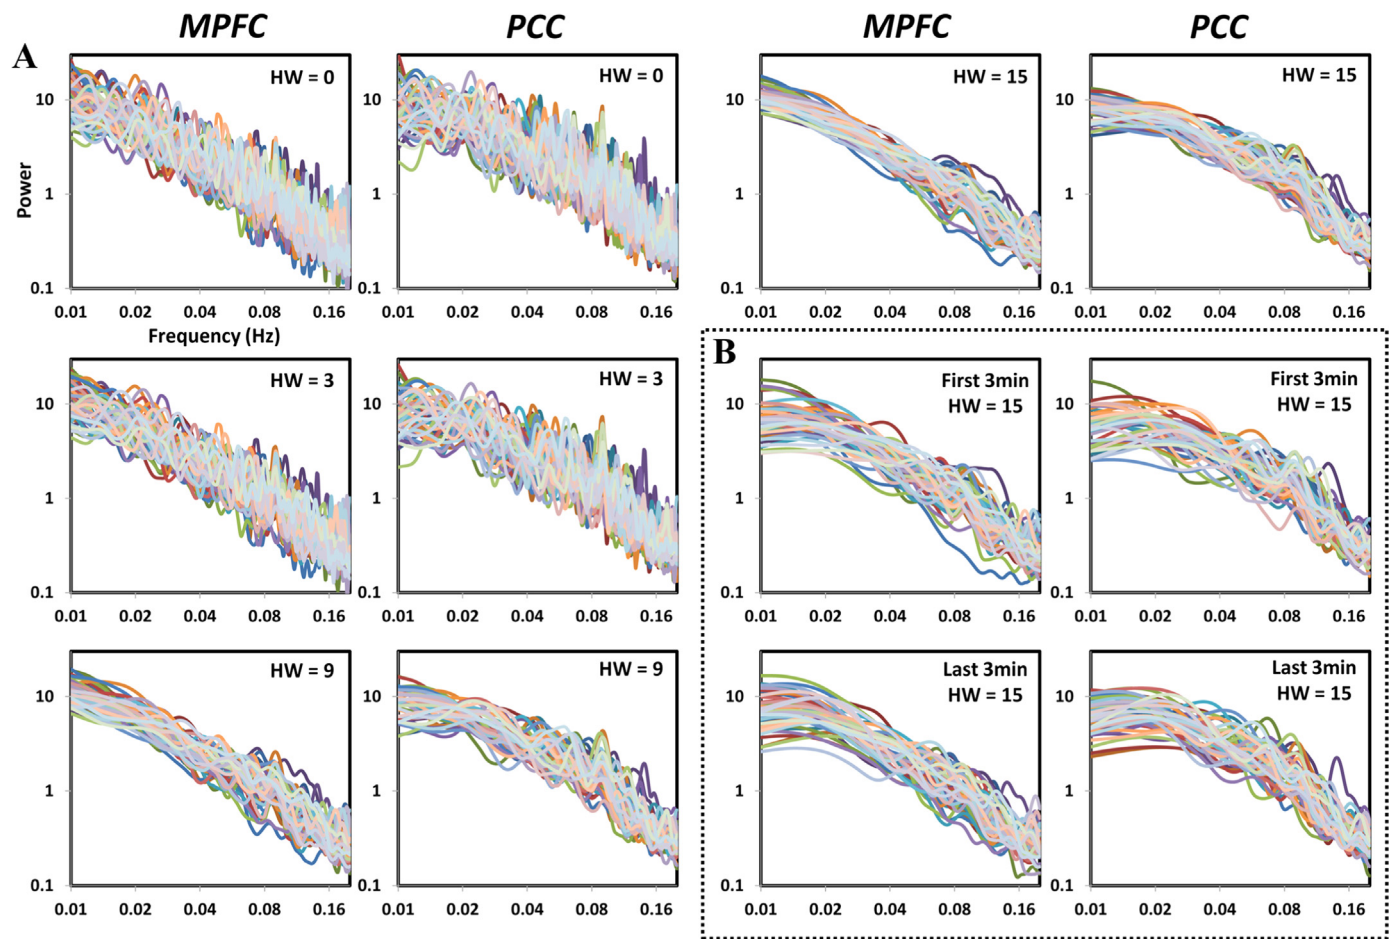 MPFC PCC MPFC PCC
A
HW = 0
HW = 0
HW = 15
HW = 15
Power
10 10 10 10
1 1 1 1
0.1 0.1 0.1 0.1
0.01 0.02 0.04 0.08 0.16 0.01 0.02 0.04 0.08 0.16 0.01 0.02 0.04 0.08 0.16 0.01 0.02 0.04 0.08 0.16
Frequency (Hz)
B
HW = 3
HW = 3
First 3min
HW = 15
First 3min
HW = 15
10 10 10 10
1 1 1 1
0.1 0.1 0.1 0.1
0.01 0.02 0.04 0.08 0.16 0.01 0.02 0.04 0.08 0.16 0.01 0.02 0.04 0.08 0.16 0.01 0.02 0.04 0.08 0.16
HW = 9
HW = 9
Last 3min
HW = 15
Last 3min
HW = 15
10 10 10 10
1 1 1 1
0.1 0.1 0.1 0.1
0.01 0.02 0.04 0.08 0.16 0.01 0.02 0.04 0.08 0.16 0.01 0.02 0.04 0.08 0.16 0.01 0.02 0.04 0.08 0.16